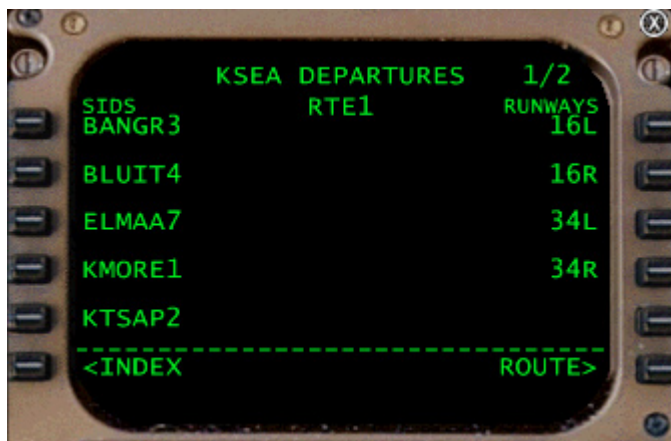 KSEA DEPARTURES 1/2
SIDS RTE1 RUNWAYS
BANGR3 16L
BLUIT4 16R
ELMAA7 34L
KMORE1 34R
KTSAP2
<INDEX ROUTE>
X